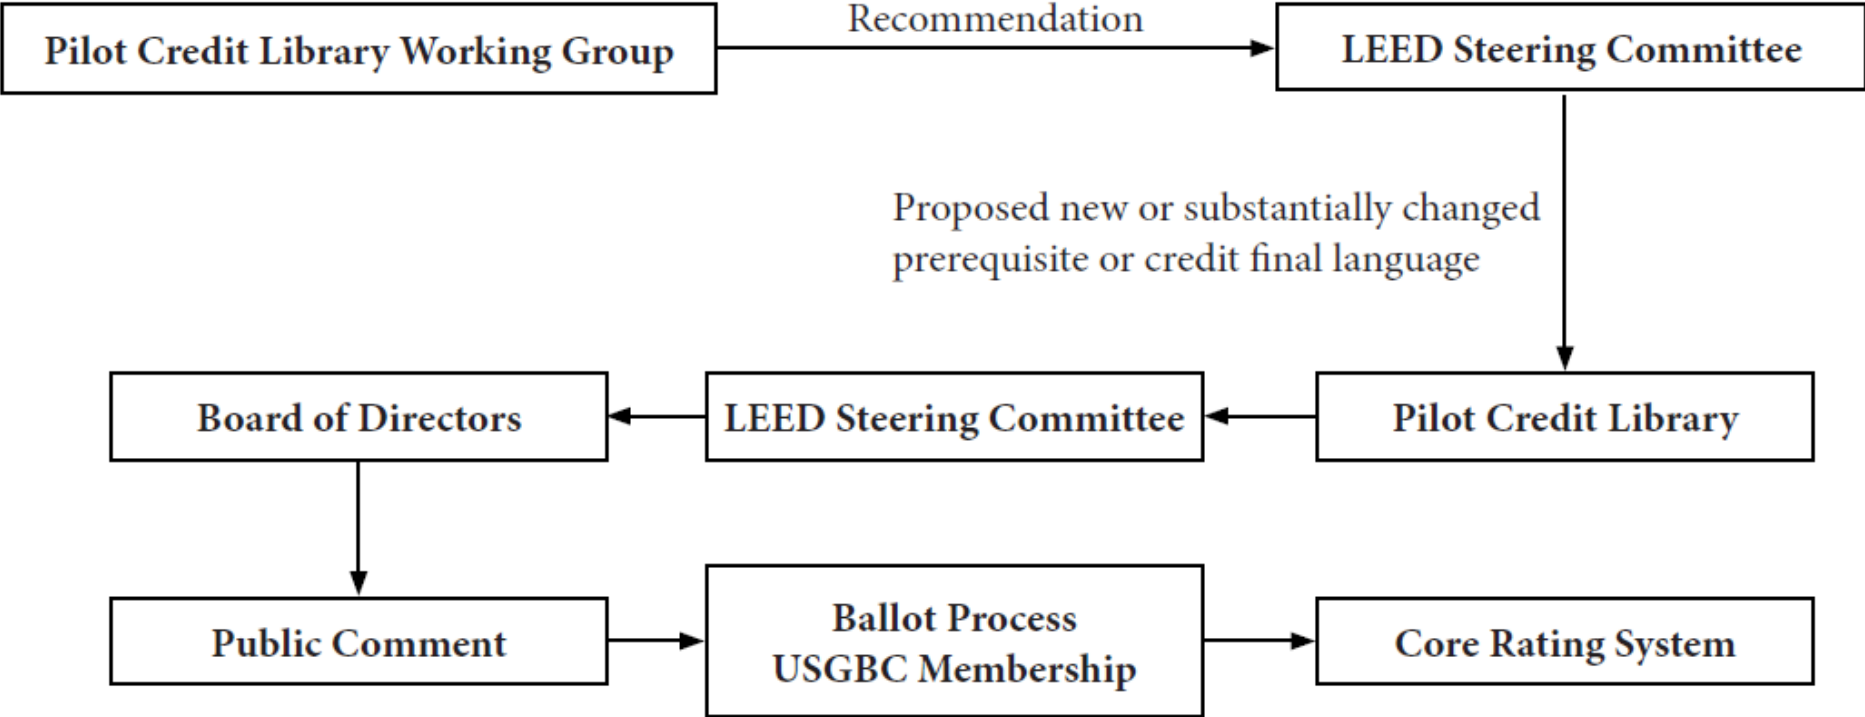 Pilot Credit Library Working Group
Recommendation
LEED Steering Committee
Proposed new or substantially changed
prerequisite or credit final language
Board of Directors
LEED Steering Committee
Pilot Credit Library
Public Comment
Ballot Process
USGBC Membership
Core Rating System